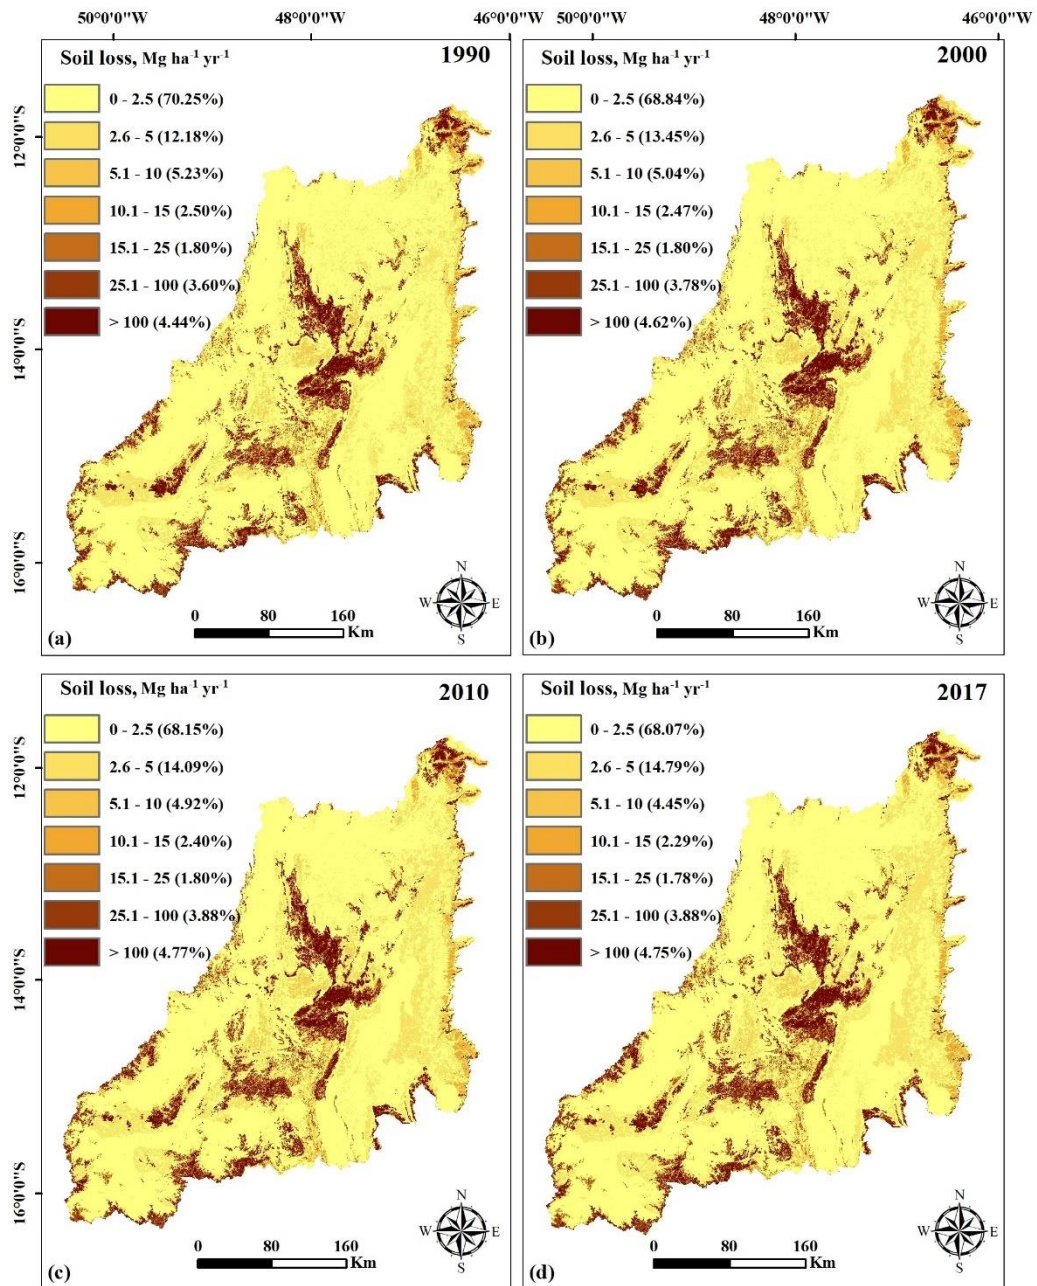 50°0'0"W 48°0'0"W 46°0'0"W 50°0'0"W 48°0'0"W 46°0'0"W
Soil loss, Mg ha⁻¹ yr⁻¹ 1990
0 - 2.5 (70.25%)
2.6 - 5 (12.18%)
5.1 - 10 (5.23%)
10.1 - 15 (2.50%)
15.1 - 25 (1.80%)
25.1 - 100 (3.60%)
> 100 (4.44%)
12°0'0"S
14°0'0"S
16°0'0"S
N
W E
S
0 80 160
Km
(a)
Soil loss, Mg ha⁻¹ yr⁻¹ 2000
0 - 2.5 (68.84%)
2.6 - 5 (13.45%)
5.1 - 10 (5.04%)
10.1 - 15 (2.47%)
15.1 - 25 (1.80%)
25.1 - 100 (3.78%)
> 100 (4.62%)
N
W E
S
0 80 160
Km
(b)
Soil loss, Mg ha⁻¹ yr⁻¹ 2010
0 - 2.5 (68.15%)
2.6 - 5 (14.09%)
5.1 - 10 (4.92%)
10.1 - 15 (2.40%)
15.1 - 25 (1.80%)
25.1 - 100 (3.88%)
> 100 (4.77%)
12°0'0"S
14°0'0"S
16°0'0"S
N
W E
S
0 80 160
Km
(c)
Soil loss, Mg ha⁻¹ yr⁻¹ 2017
0 - 2.5 (68.07%)
2.6 - 5 (14.79%)
5.1 - 10 (4.45%)
10.1 - 15 (2.29%)
15.1 - 25 (1.78%)
25.1 - 100 (3.88%)
> 100 (4.75%)
N
W E
S
0 80 160
Km
(d)